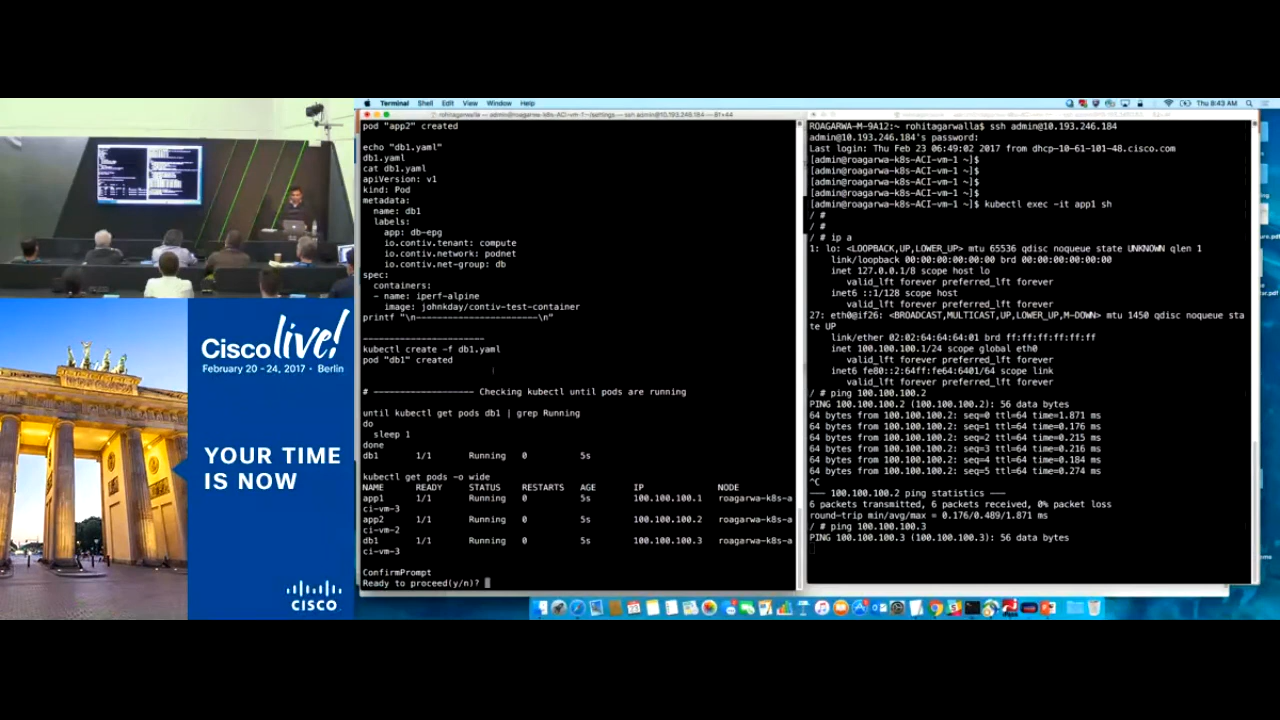 Terminal Shell Edit View Window Help
Thu 8:43 AM
pod "app2" created
echo "db1.yaml"
db1.yaml
cat db1.yaml
apiVersion: v1
kind: Pod
metadata:
name: db1
labels:
app: db-epg
io.contiv.tenant: compute
io.contiv.network: podnet
io.contiv.net-group: db
spec:
containers:
- name: iperf-alpine
image: johnkday/contiv-test-container
printf "\n-----------------------\n"
-----------------------
kubectl create -f db1.yaml
pod "db1" created
# ------------------- Checking kubectl until pods are running
until kubectl get pods db1 | grep Running
do
sleep 1
done
db1 1/1 Running 0 5s
kubectl get pods -o wide
NAME READY STATUS RESTARTS AGE IP NODE
app1 1/1 Running 0 5s 100.100.100.1 roagarwa-k8s-a
ci-vm-3
app2 1/1 Running 0 5s 100.100.100.2 roagarwa-k8s-a
ci-vm-2
db1 1/1 Running 0 5s 100.100.100.3 roagarwa-k8s-a
ci-vm-3
ConfirmPrompt
Ready to proceed(y/n)?
ROAGARWA-M-9A12:~ rohitagarwalla$ ssh admin@10.193.246.184
admin@10.193.246.184's password:
Last login: Thu Feb 23 06:49:02 2017 from dhcp-10-61-101-48.cisco.com
[admin@roagarwa-k8s-ACI-vm-1 ~]$
[admin@roagarwa-k8s-ACI-vm-1 ~]$
[admin@roagarwa-k8s-ACI-vm-1 ~]$
[admin@roagarwa-k8s-ACI-vm-1 ~]$
[admin@roagarwa-k8s-ACI-vm-1 ~]$ kubectl exec -it app1 sh
/ #
/ #
/ # ip a
1: lo: <LOOPBACK,UP,LOWER_UP> mtu 65536 qdisc noqueue state UNKNOWN qlen 1
link/loopback 00:00:00:00:00:00 brd 00:00:00:00:00:00
inet 127.0.0.1/8 scope host lo
valid_lft forever preferred_lft forever
inet6 ::1/128 scope host
valid_lft forever preferred_lft forever
27: eth0@if26: <BROADCAST,MULTICAST,UP,LOWER_UP,M-DOWN> mtu 1450 qdisc noqueue sta
te UP
link/ether 02:02:64:64:64:01 brd ff:ff:ff:ff:ff:ff
inet 100.100.100.1/24 scope global eth0
valid_lft forever preferred_lft forever
inet6 fe80::2:64ff:fe64:6401/64 scope link
valid_lft forever preferred_lft forever
/ # ping 100.100.100.2
PING 100.100.100.2 (100.100.100.2): 56 data bytes
64 bytes from 100.100.100.2: seq=0 ttl=64 time=1.871 ms
64 bytes from 100.100.100.2: seq=1 ttl=64 time=0.176 ms
64 bytes from 100.100.100.2: seq=2 ttl=64 time=0.215 ms
64 bytes from 100.100.100.2: seq=3 ttl=64 time=0.216 ms
64 bytes from 100.100.100.2: seq=4 ttl=64 time=0.184 ms
64 bytes from 100.100.100.2: seq=5 ttl=64 time=0.274 ms
^C
--- 100.100.100.2 ping statistics ---
6 packets transmitted, 6 packets received, 0% packet loss
round-trip min/avg/max = 0.176/0.489/1.871 ms
/ # ping 100.100.100.3
PING 100.100.100.3 (100.100.100.3): 56 data bytes
Cisco live!
February 20 - 24, 2017 • Berlin
YOUR TIME
IS NOW
CISCO